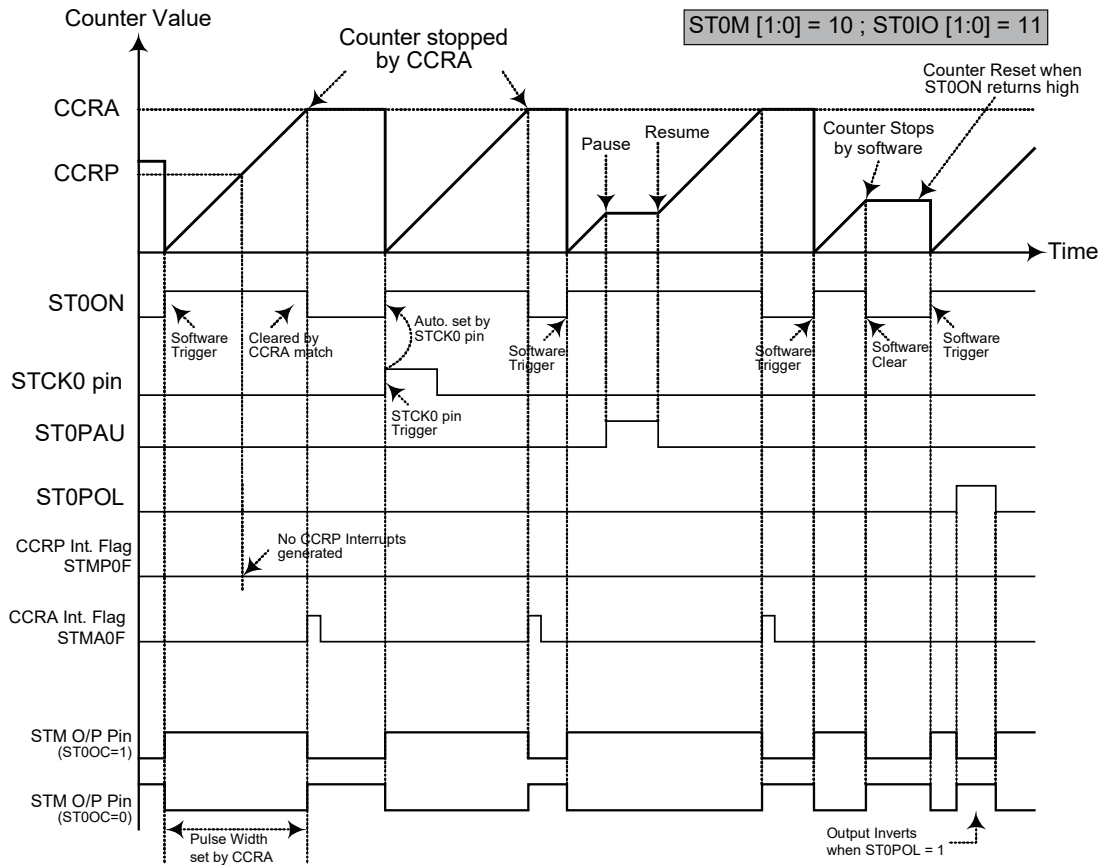 Counter Value
ST0M [1:0] = 10 ; ST0IO [1:0] = 11
Counter stopped
by CCRA
Counter Reset when
ST0ON returns high
CCRA
Pause
Resume
Counter Stops
by software
CCRP
Time
ST0ON
Software
Trigger
Cleared by
CCRA match
Auto. set by
STCK0 pin
Software
Trigger
Software
Trigger
Software
Clear
Software
Trigger
STCK0 pin
STCK0 pin
Trigger
ST0PAU
ST0POL
CCRP Int. Flag
STMP0F
No CCRP Interrupts
generated
CCRA Int. Flag
STMA0F
STM O/P Pin
(ST0OC=1)
STM O/P Pin
(ST0OC=0)
Pulse Width
set by CCRA
Output Inverts
when ST0POL = 1